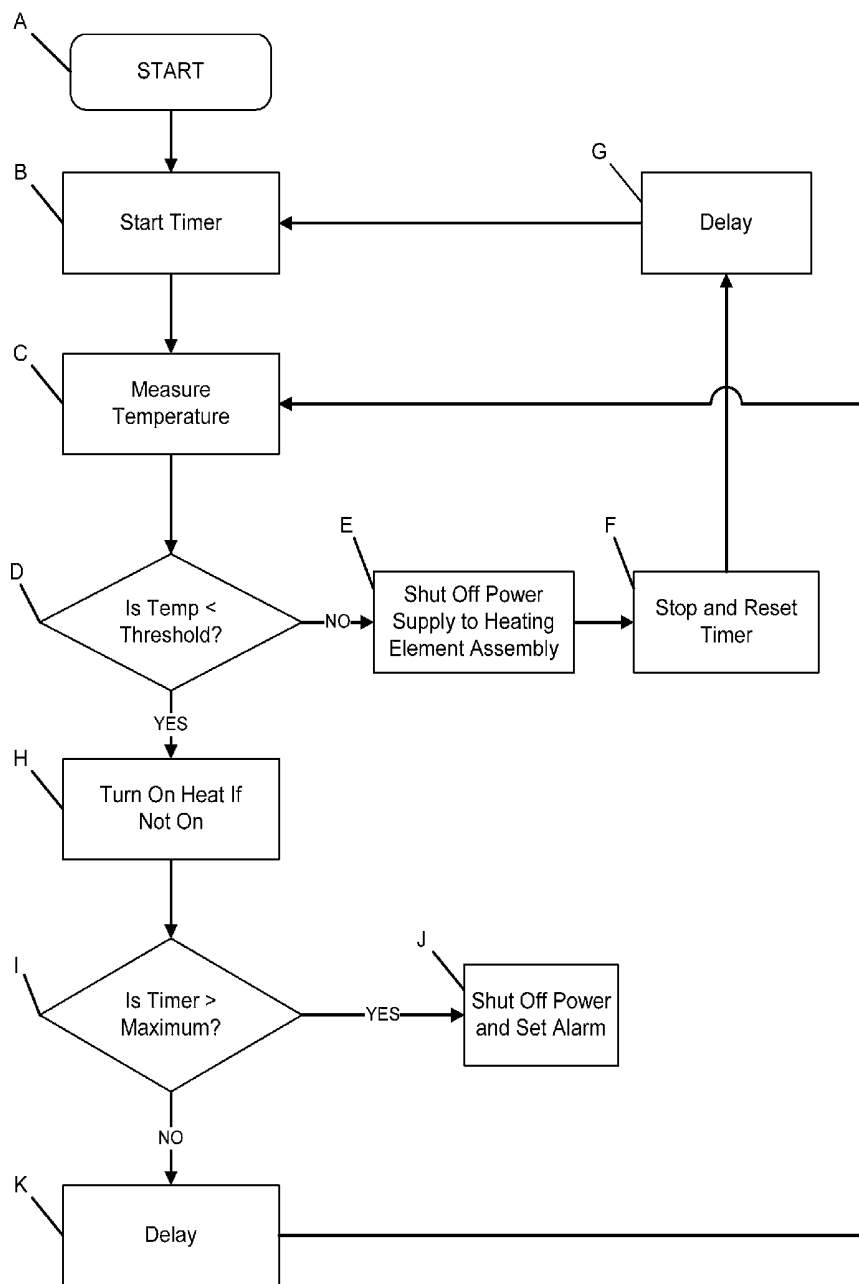 A
START
B
Start Timer
G
Delay
C
Measure
Temperature
D
Is Temp <
Threshold?
NO
E
Shut Off Power
Supply to Heating
Element Assembly
F
Stop and Reset
Timer
YES
H
Turn On Heat If
Not On
I
Is Timer >
Maximum?
YES
J
Shut Off Power
and Set Alarm
NO
K
Delay